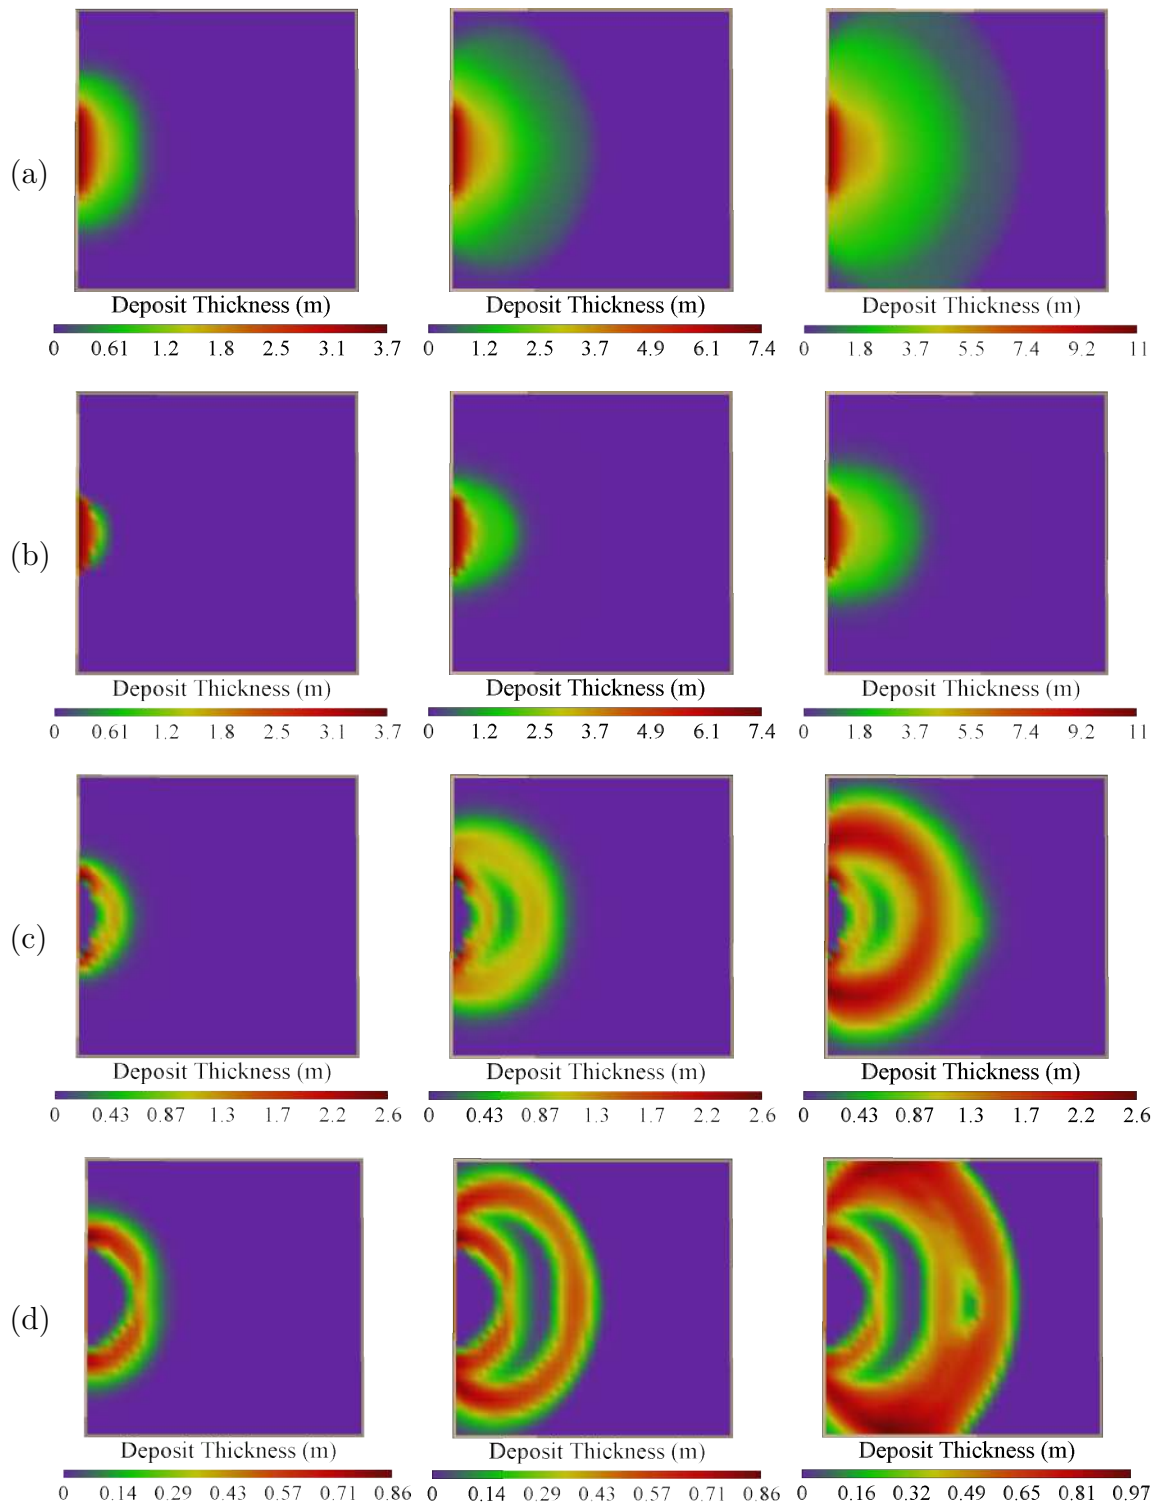 (a)
Deposit Thickness (m) Deposit Thickness (m) Deposit Thickness (m)
0 0.61 1.2 1.8 2.5 3.1 3.7 0 1.2 2.5 3.7 4.9 6.1 7.4 0 1.8 3.7 5.5 7.4 9.2 11
(b)
Deposit Thickness (m) Deposit Thickness (m) Deposit Thickness (m)
0 0.61 1.2 1.8 2.5 3.1 3.7 0 1.2 2.5 3.7 4.9 6.1 7.4 0 1.8 3.7 5.5 7.4 9.2 11
(c)
Deposit Thickness (m) Deposit Thickness (m) Deposit Thickness (m)
0 0.43 0.87 1.3 1.7 2.2 2.6 0 0.43 0.87 1.3 1.7 2.2 2.6 0 0.43 0.87 1.3 1.7 2.2 2.6
(d)
Deposit Thickness (m) Deposit Thickness (m) Deposit Thickness (m)
0 0.14 0.29 0.43 0.57 0.71 0.86 0 0.14 0.29 0.43 0.57 0.71 0.86 0 0.16 0.32 0.49 0.65 0.81 0.97